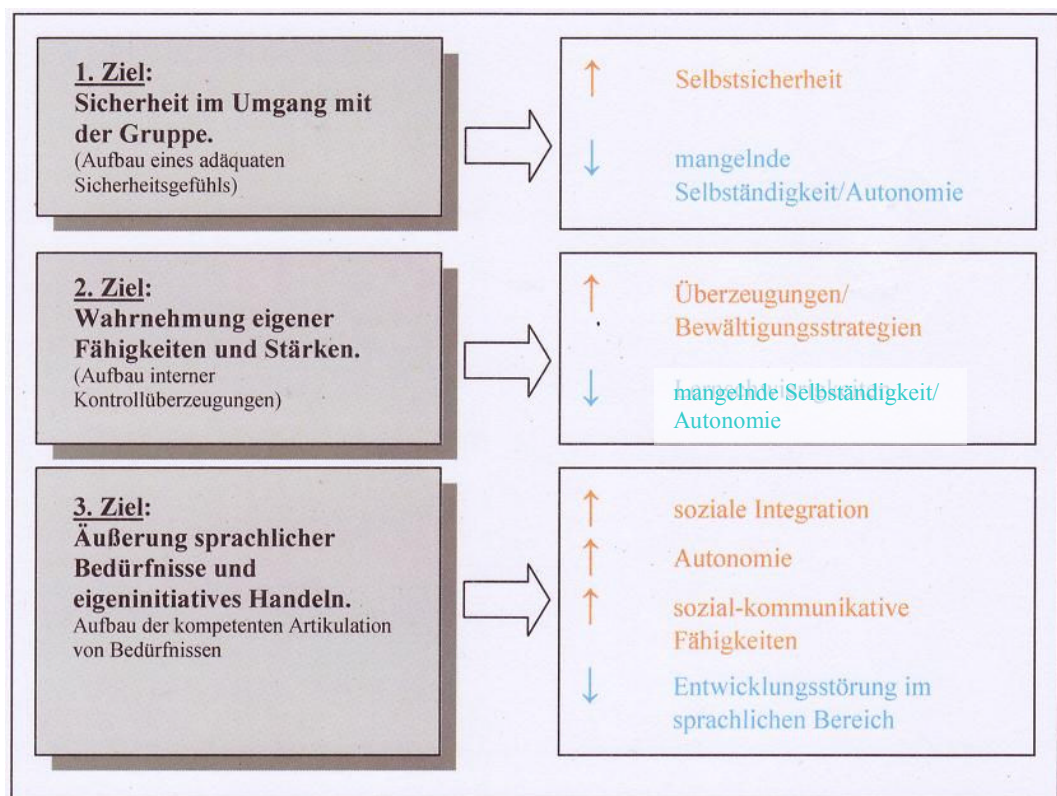 1. Ziel:
Sicherheit im Umgang mit
der Gruppe.
(Aufbau eines adäquaten
Sicherheitsgefühls)
↑ Selbstsicherheit
↓ mangelnde
Selbständigkeit/Autonomie
2. Ziel:
Wahrnehmung eigener
Fähigkeiten und Stärken.
(Aufbau interner
Kontrollüberzeugungen)
↑ Überzeugungen/
Bewältigungsstrategien
↓ mangelnde Selbständigkeit/
Autonomie
3. Ziel:
Äußerung sprachlicher
Bedürfnisse und
eigeninitiatives Handeln.
Aufbau der kompetenten Artikulation
von Bedürfnissen
↑ soziale Integration
↑ Autonomie
↑ sozial-kommunikative
Fähigkeiten
↓ Entwicklungsstörung im
sprachlichen Bereich